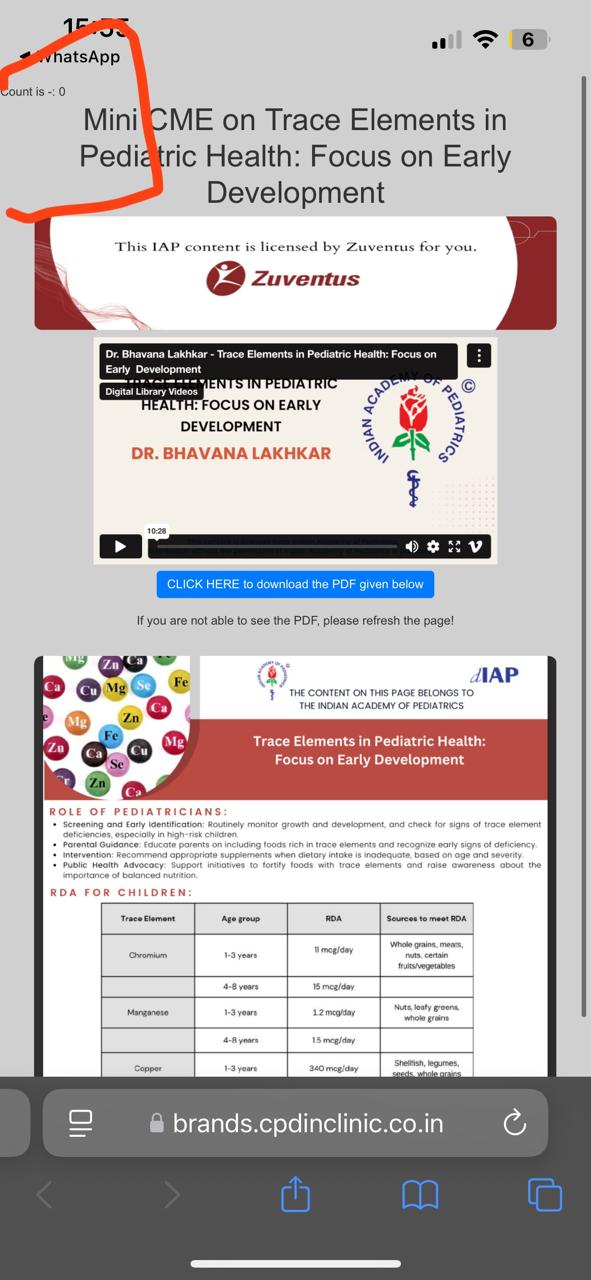 15:55
6
◀ WhatsApp
Count is -: 0
Mini CME on Trace Elements in
Pediatric Health: Focus on Early
Development
This IAP content is licensed by Zuventus for you.
Zuventus
Dr. Bhavana Lakhkar - Trace Elements in Pediatric Health: Focus on
Early Development
Digital Library Videos
TRACE ELEMENTS IN PEDIATRIC
HEALTH: FOCUS ON EARLY
DEVELOPMENT
DR. BHAVANA LAKHKAR
INDIAN ACADEMY OF PEDIATRICS
©
10:28
CLICK HERE to download the PDF given below
If you are not able to see the PDF, please refresh the page!
Mg Zn Ca
Ca Cu Mg Se Fe
Mg Zn Ca
Zn Fe Ca Cu Mg
Se
Zn Ca
dIAP
THE CONTENT ON THIS PAGE BELONGS TO
THE INDIAN ACADEMY OF PEDIATRICS
Trace Elements in Pediatric Health:
Focus on Early Development
ROLE OF PEDIATRICIANS:
• Screening and Early Identification: Routinely monitor growth and development, and check for signs of trace element
deficiencies, especially in high-risk children.
• Parental Guidance: Educate parents on including foods rich in trace elements and recognize early signs of deficiency.
• Intervention: Recommend appropriate supplements when dietary intake is inadequate, based on age and severity.
• Public Health Advocacy: Support initiatives to fortify foods with trace elements and raise awareness about the
importance of balanced nutrition.
RDA FOR CHILDREN:
Trace Element Age group RDA Sources to meet RDA
Chromium 1-3 years 11 mcg/day Whole grains, meats,
nuts, certain
fruits/vegetables
4-8 years 15 mcg/day
Manganese 1-3 years 1.2 mcg/day Nuts, leafy greens,
whole grains
4-8 years 1.5 mcg/day
Copper 1-3 years 340 mcg/day Shellfish, legumes,
seeds, whole grains
brands.cpdinclinic.co.in